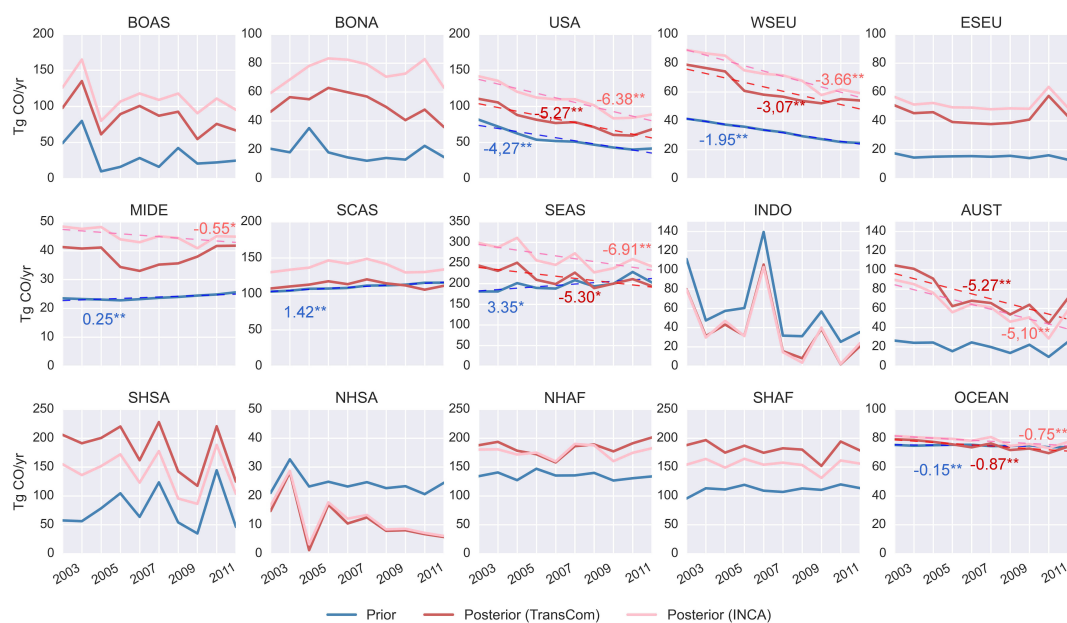 BOAS BONA USA WSEU ESEU
200 100 200 100 100
150 80 150 80 80
100 60 100 60 60
50 40 50 40 40
0 20 0 20 20
0 0 0
Tg CO/yr
-6.38**
-5,27**
-4,27**
-3.66**
-3.07**
-1.95**
MIDE SCAS SEAS INDO AUST
50 200 350 140 140
40 150 300 120 120
30 100 250 100 100
20 50 200 80 80
10 0 150 60 60
0 100 40 40
50 20 20
0 0 0
Tg CO/yr
-0.55*
0.25**
1.42**
-6.91**
3.35*
-5.30*
-5.27**
-5,10**
SHSA NHSA NHAF SHAF OCEAN
250 50 250 250 100
200 40 200 200 80
150 30 150 150 60
100 20 100 100 40
50 10 50 50 20
0 0 0 0 0
Tg CO/yr
-0.75**
-0.15**
-0.87**
2003 2005 2007 2009 2011 2003 2005 2007 2009 2011 2003 2005 2007 2009 2011 2003 2005 2007 2009 2011 2003 2005 2007 2009 2011
Prior Posterior (TransCom) Posterior (INCA)